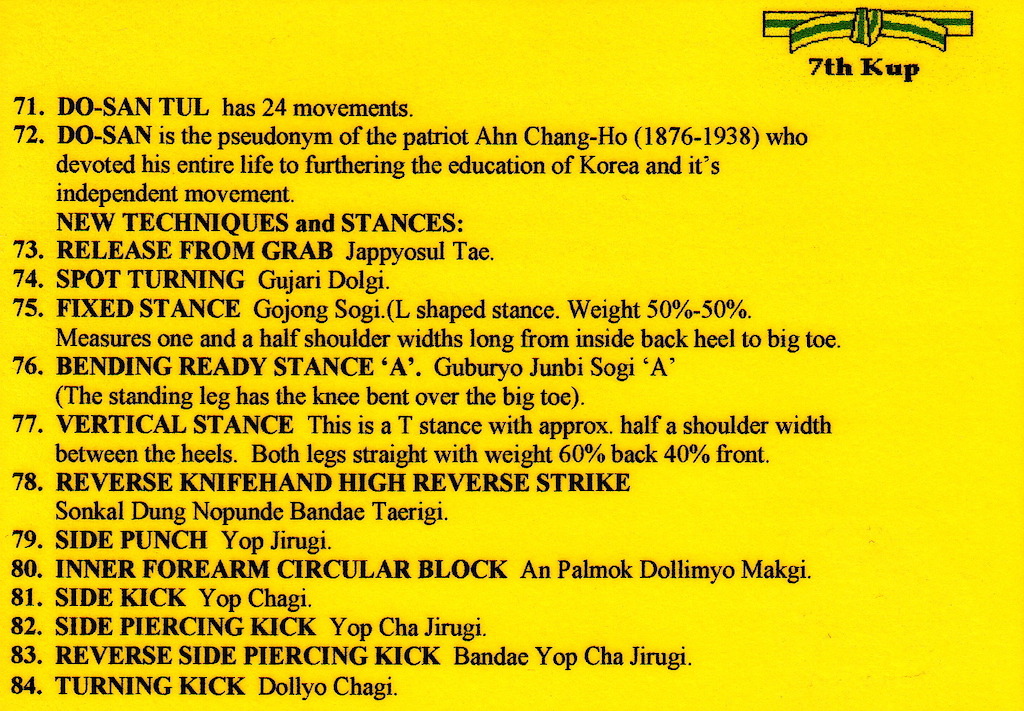 7th Kup
71. DO-SAN TUL has 24 movements.
72. DO-SAN is the pseudonym of the patriot Ahn Chang-Ho (1876-1938) who
devoted his entire life to furthering the education of Korea and it's
independent movement.
NEW TECHNIQUES and STANCES:
73. RELEASE FROM GRAB Jappyosul Tae.
74. SPOT TURNING Gujari Dolgi.
75. FIXED STANCE Gojong Sogi.(L shaped stance. Weight 50%-50%.
Measures one and a half shoulder widths long from inside back heel to big toe.
76. BENDING READY STANCE ‘A’. Guburyo Junbi Sogi ‘A’
(The standing leg has the knee bent over the big toe).
77. VERTICAL STANCE This is a T stance with approx. half a shoulder width
between the heels. Both legs straight with weight 60% back 40% front.
78. REVERSE KNIFEHAND HIGH REVERSE STRIKE
Sonkal Dung Nopunde Bandae Taerigi.
79. SIDE PUNCH Yop Jirugi.
80. INNER FOREARM CIRCULAR BLOCK An Palmok Dollimyo Makgi.
81. SIDE KICK Yop Chagi.
82. SIDE PIERCING KICK Yop Cha Jirugi.
83. REVERSE SIDE PIERCING KICK Bandae Yop Cha Jirugi.
84. TURNING KICK Dollyo Chagi.